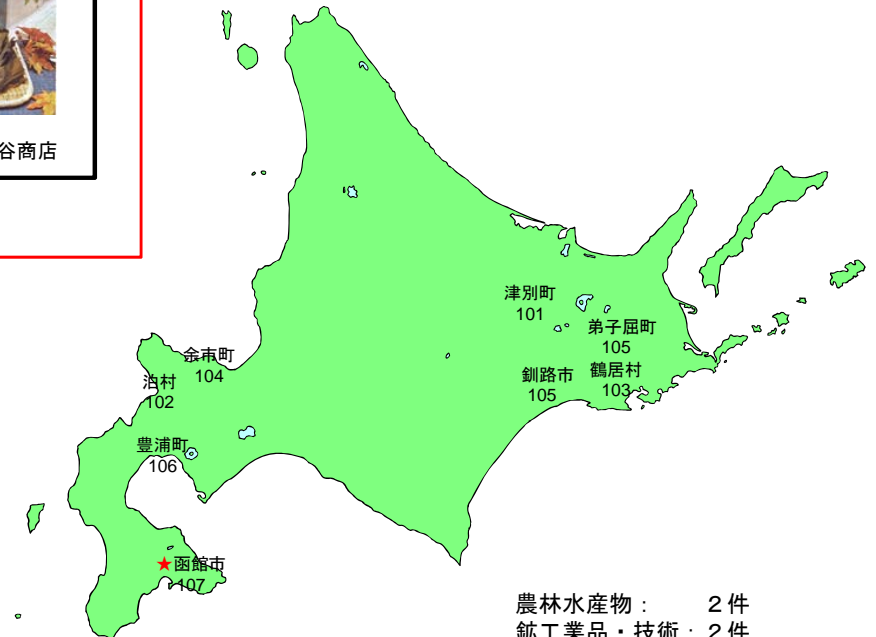 谷商店
津別町
101
弟子屈町
105
余市町
104
釧路市
105
鶴居村
103
泊村
102
豊浦町
106
★函館市
107
農林水産物： 2件
鉱工業品・技術：2件